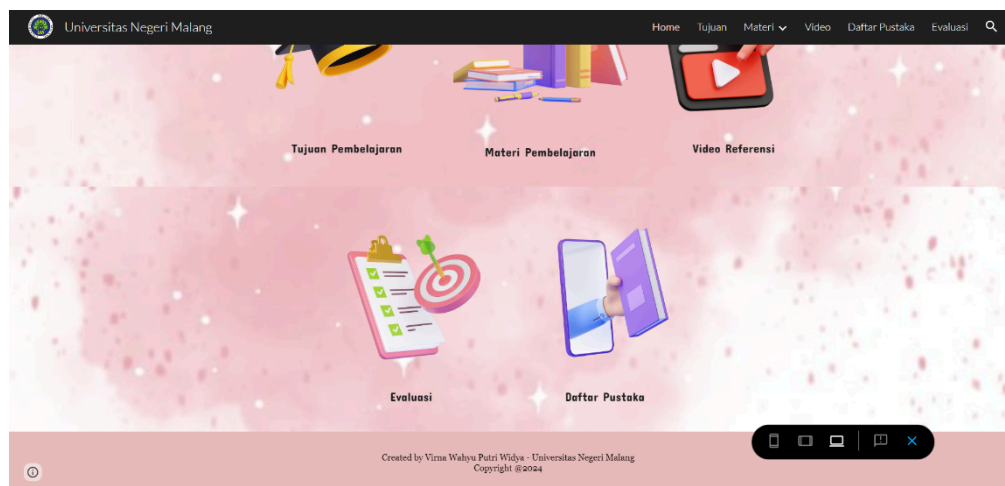 Universitas Negeri Malang
Home Tujuan Materi Video Daftar Pustaka Evaluasi
Tujuan Pembelajaran
Materi Pembelajaran
Video Referensi
Evaluasi
Daftar Pustaka
Created by Virna Wahyu Putri Widya - Universitas Negeri Malang
Copyright @2024